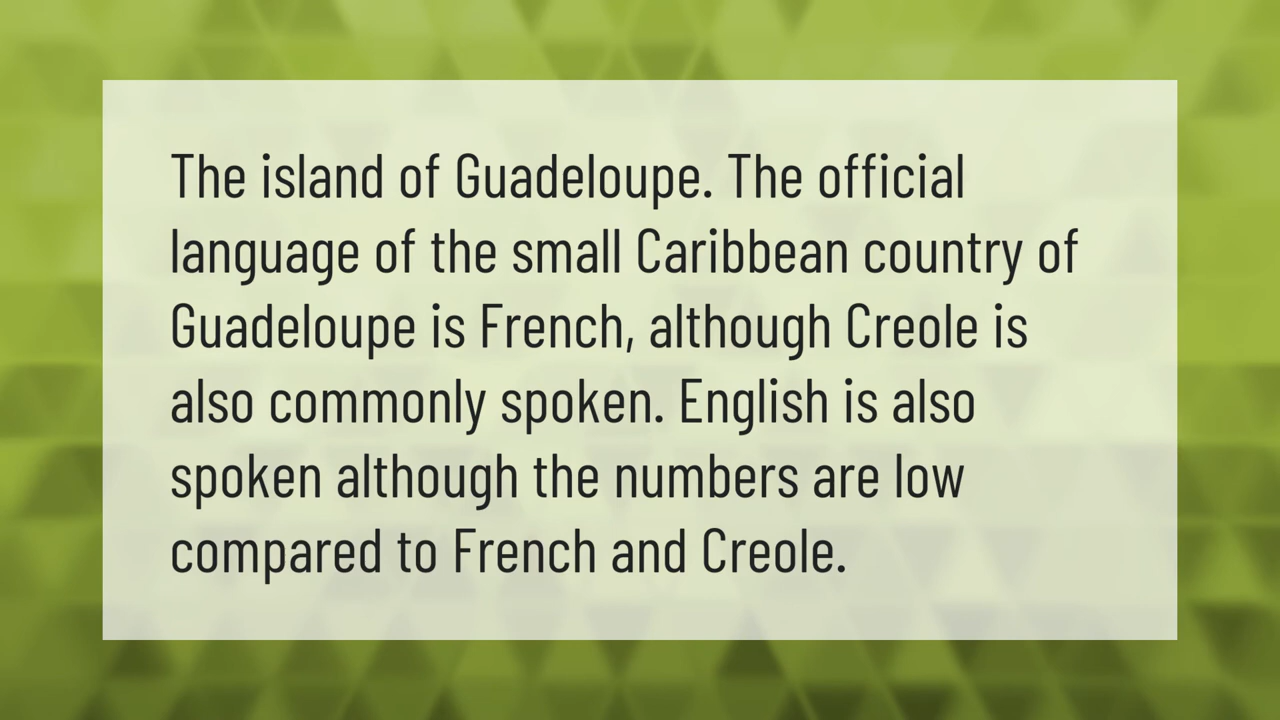 The island of Guadeloupe. The official
language of the small Caribbean country of
Guadeloupe is French, although Creole is
also commonly spoken. English is also
spoken although the numbers are low
compared to French and Creole.